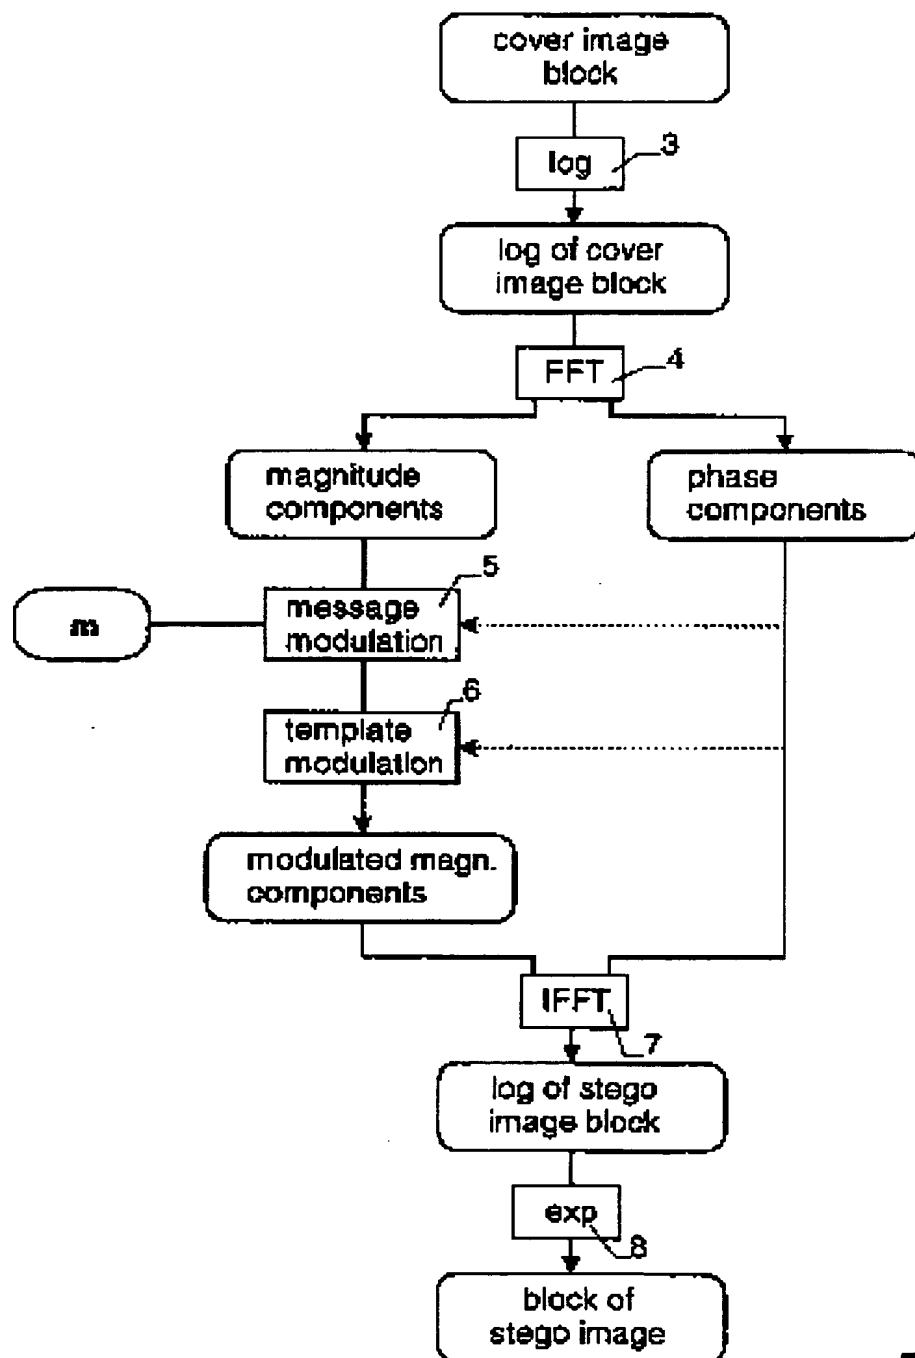 cover image
block
log
3
log of cover
image block
FFT
4
magnitude
components
phase
components
m
message
modulation
5
template
modulation
6
modulated magn.
components
IFFT
7
log of stego
image block
exp
8
block of
stego image